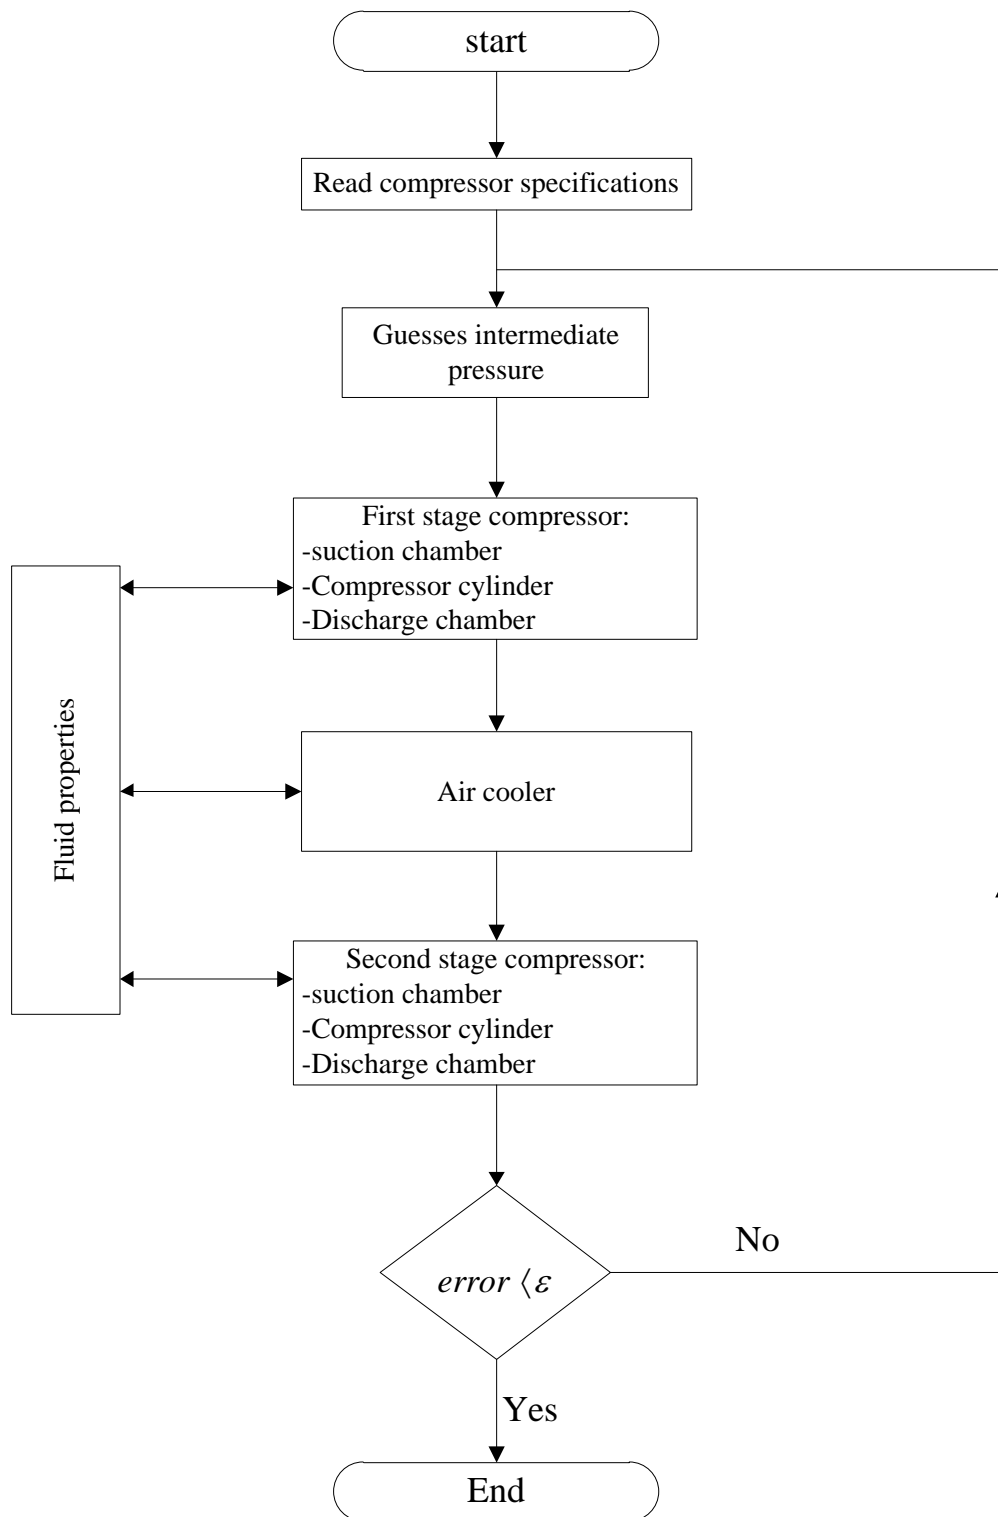 start
Read compressor specifications
Guesses intermediate
pressure
First stage compressor:
-suction chamber
-Compressor cylinder
-Discharge chamber
Fluid properties
Air cooler
Second stage compressor:
-suction chamber
-Compressor cylinder
-Discharge chamber
error ⟨ ε
No
Yes
End